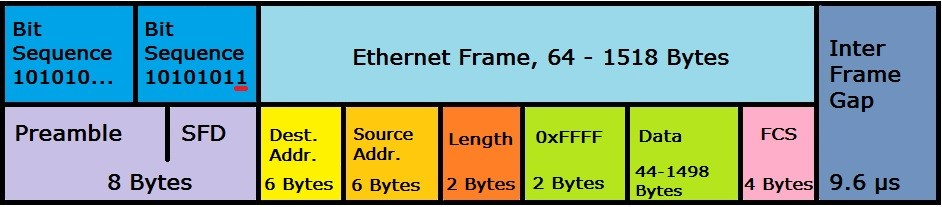 Bit
Sequence
101010...
Bit
Sequence
10101011
Ethernet Frame, 64 - 1518 Bytes
Inter
Frame
Gap
9.6 µs
Preamble
SFD
8 Bytes
Dest.
Addr.
6 Bytes
Source
Addr.
6 Bytes
Length
2 Bytes
0xFFFF
2 Bytes
Data
44-1498
Bytes
FCS
4 Bytes